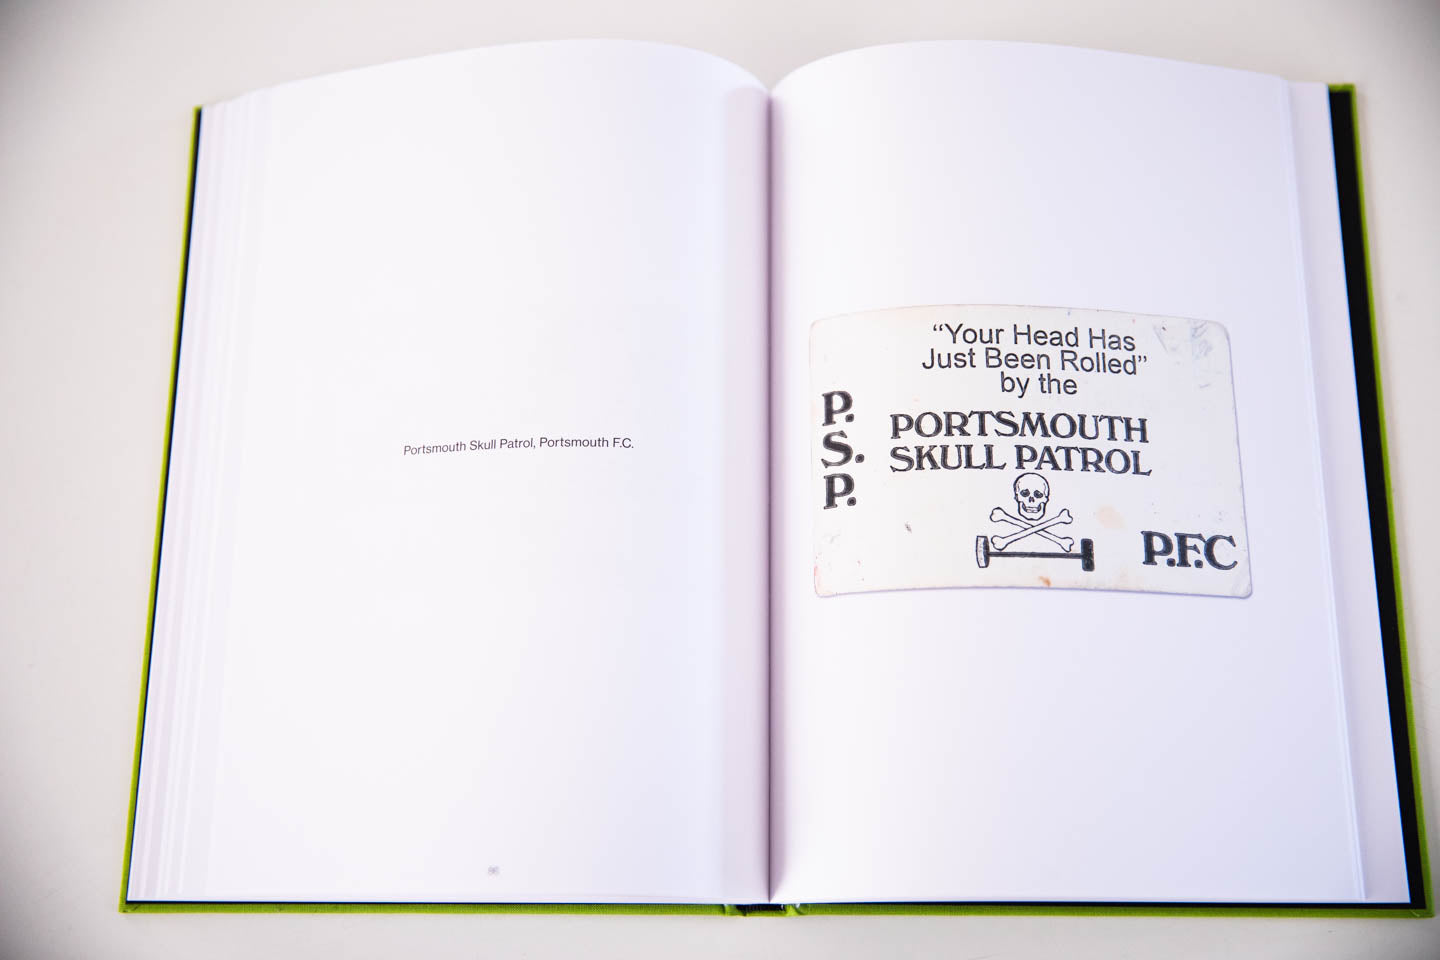 Portsmouth Skull Patrol, Portsmouth F.C.
“Your Head Has
Just Been Rolled”
by the
P.
S.
P.
PORTSMOUTH
SKULL PATROL
P.F.C